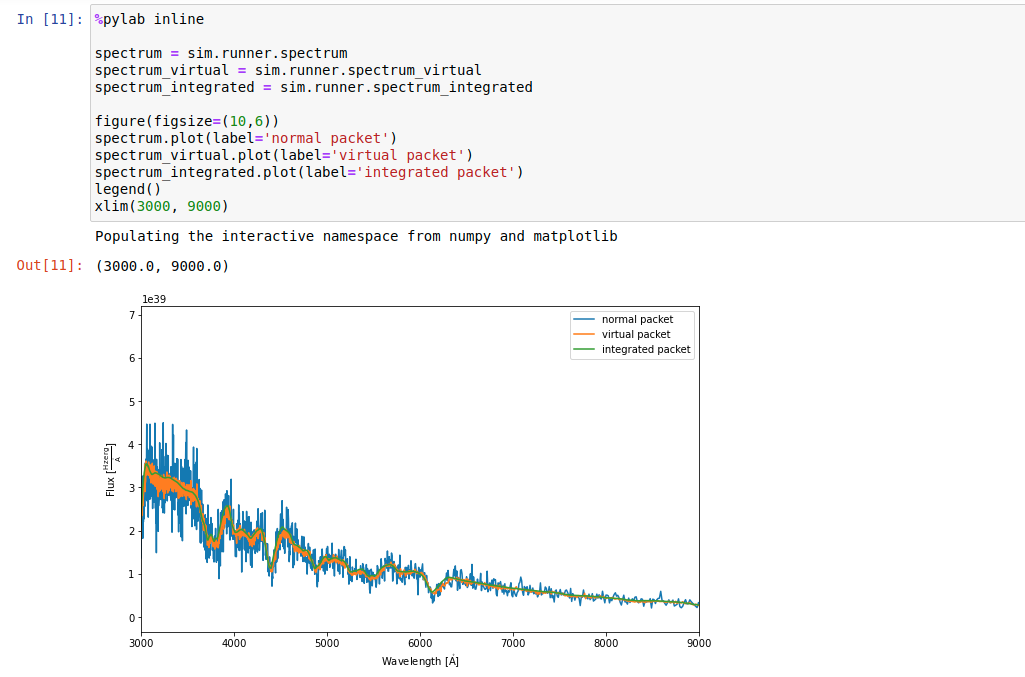 In [11]:
%pylab inline
spectrum = sim.runner.spectrum
spectrum_virtual = sim.runner.spectrum_virtual
spectrum_integrated = sim.runner.spectrum_integrated
figure(figsize=(10,6))
spectrum.plot(label='normal packet')
spectrum_virtual.plot(label='virtual packet')
spectrum_integrated.plot(label='integrated packet')
legend()
xlim(3000, 9000)
Populating the interactive namespace from numpy and matplotlib
Out[11]: (3000.0, 9000.0)
1e39
7
6
5
4
3
2
1
0
Flux [Hz erg / Å]
normal packet
virtual packet
integrated packet
3000 4000 5000 6000 7000 8000 9000
Wavelength [Å]